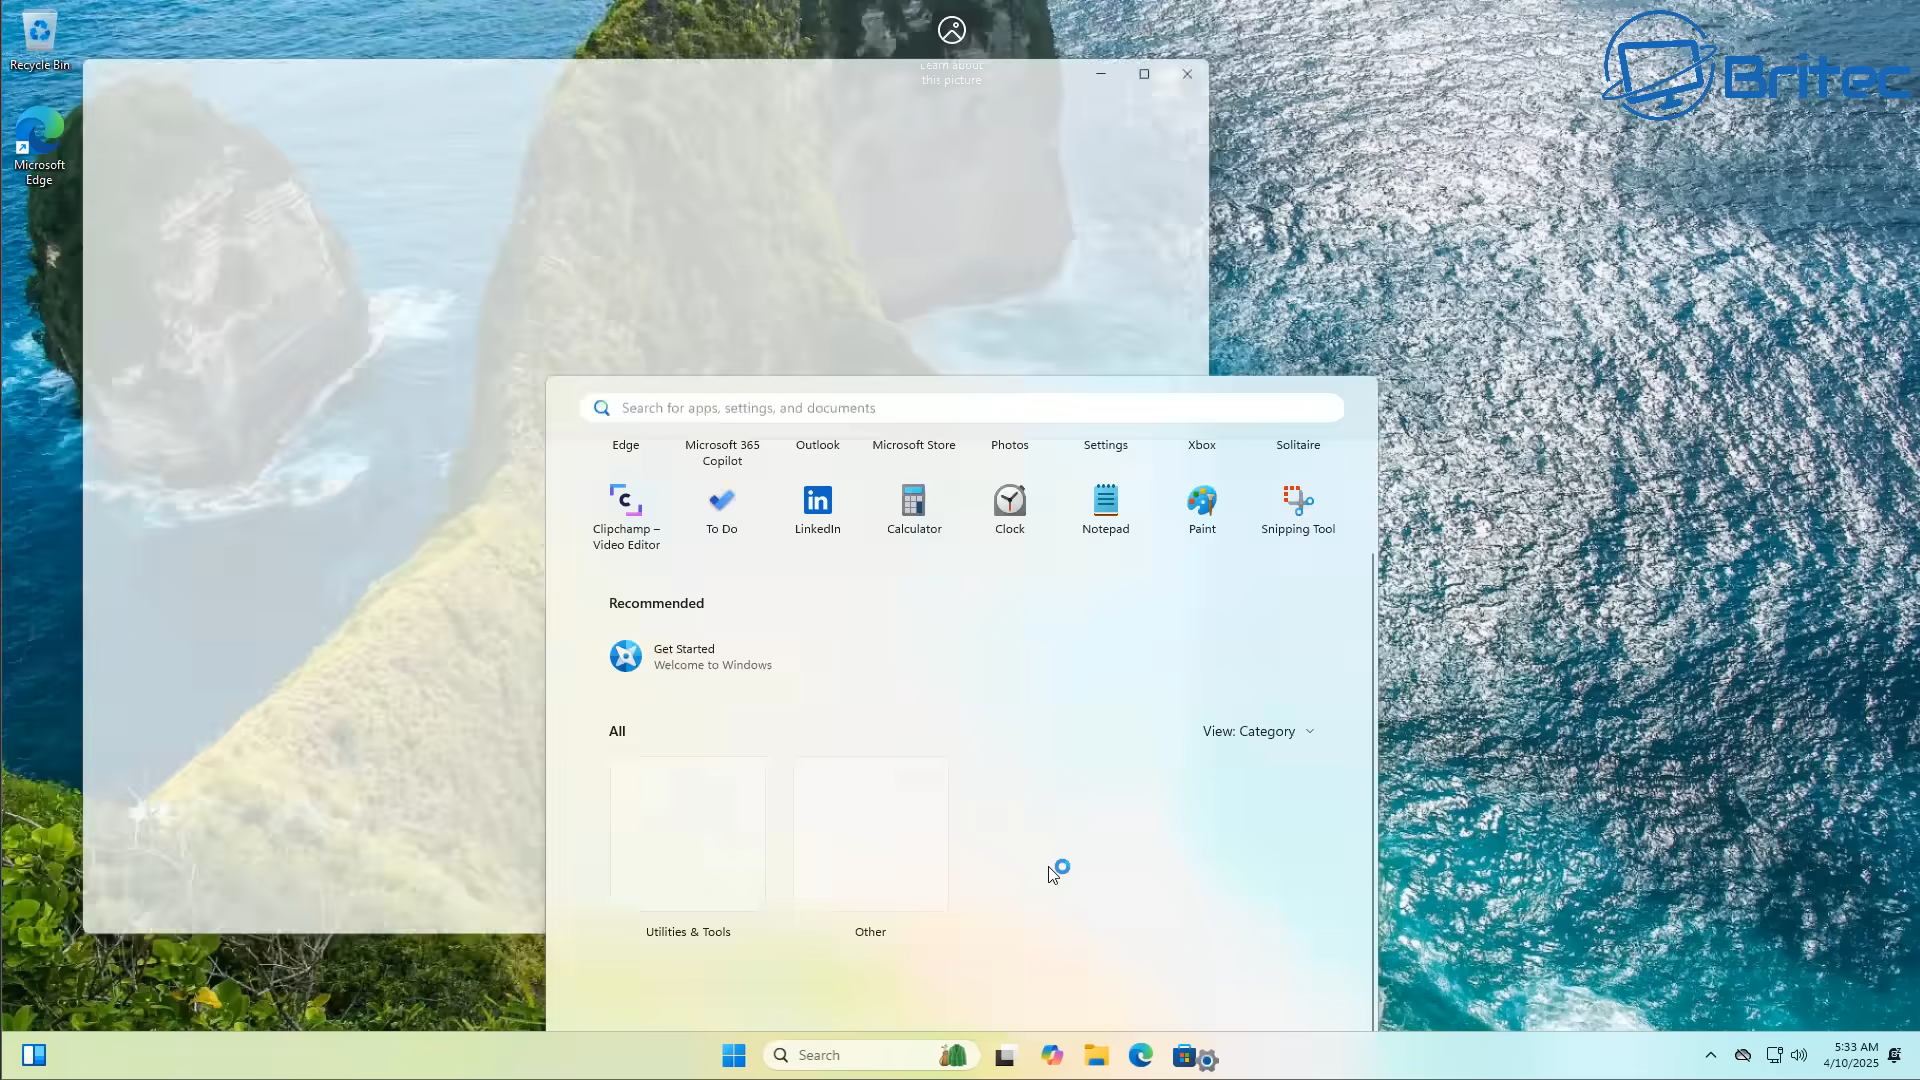 Recycle Bin
Microsoft
Edge
Learn about
this picture
Britec
Search for apps, settings, and documents
Edge
Microsoft 365
Copilot
Outlook
Microsoft Store
Photos
Settings
Xbox
Solitaire
Clipchamp –
Video Editor
To Do
LinkedIn
Calculator
Clock
Notepad
Paint
Snipping Tool
Recommended
Get Started
Welcome to Windows
All
View: Category
Utilities & Tools
Other
Search
5:33 AM
4/10/2025